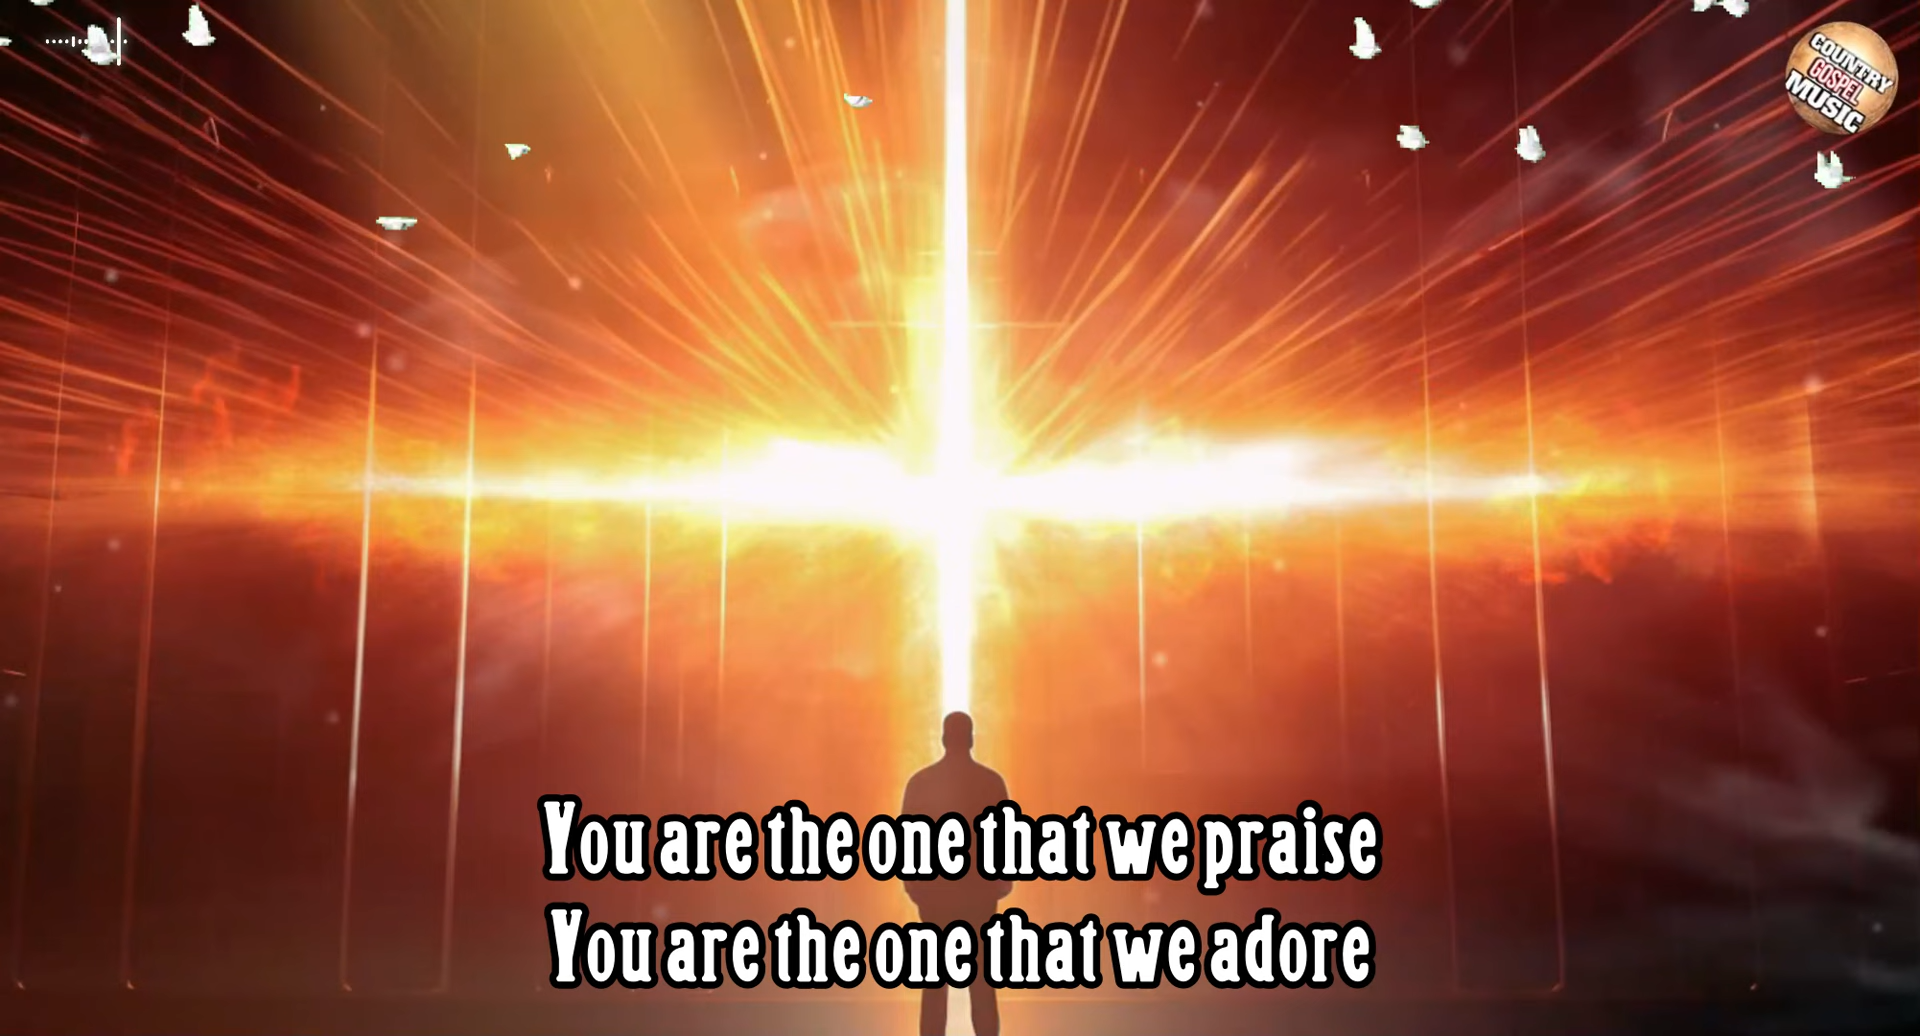 COUNTRY
GOSPEL
MUSIC
You are the one that we praise
You are the one that we adore